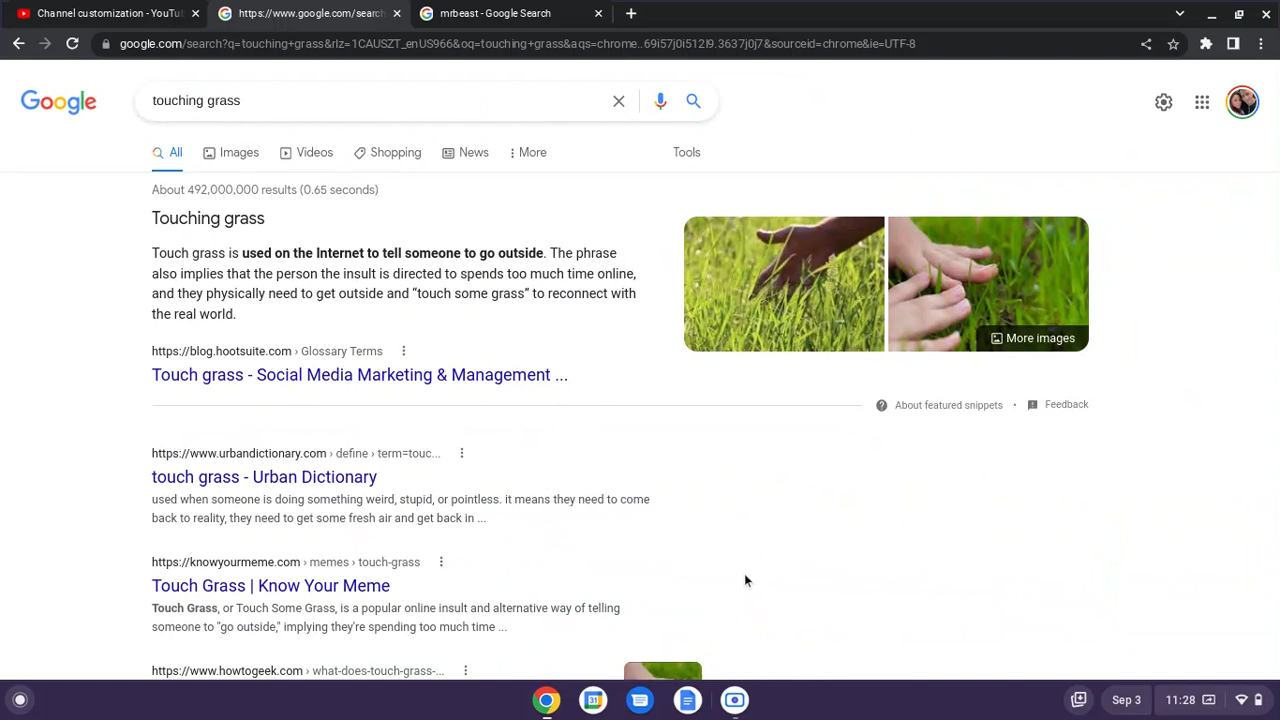 Channel customization - YouTu
https://www.google.com/search
mrbeast - Google Search
google.com/search?q=touching+grass&rlz=1CAUSZT_enUS966&oq=touching+grass&aqs=chrome..69i57j0i512l9.3637j0j7&sourceid=chrome&ie=UTF-8
Google
touching grass
All Images Videos Shopping News More Tools
About 492,000,000 results (0.65 seconds)
Touching grass
Touch grass is used on the Internet to tell someone to go outside. The phrase
also implies that the person the insult is directed to spends too much time online,
and they physically need to get outside and “touch some grass” to reconnect with
the real world.
More images
https://blog.hootsuite.com › Glossary Terms
Touch grass - Social Media Marketing & Management ...
About featured snippets • Feedback
https://www.urbandictionary.com › define › term=touc...
touch grass - Urban Dictionary
used when someone is doing something weird, stupid, or pointless. it means they need to come
back to reality, they need to get some fresh air and get back in ...
https://knowyourmeme.com › memes › touch-grass
Touch Grass | Know Your Meme
Touch Grass, or Touch Some Grass, is a popular online insult and alternative way of telling
someone to "go outside," implying they're spending too much time ...
https://www.howtogeek.com › what-does-touch-grass-...
31
Sep 3
11:28